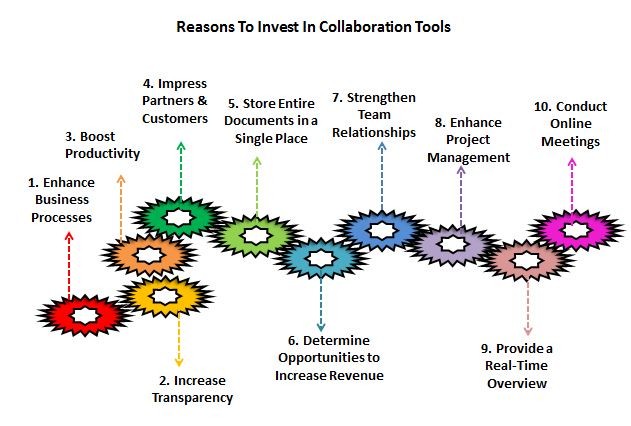 Reasons To Invest In Collaboration Tools
1. Enhance
Business
Processes
2. Increase
Transparency
3. Boost
Productivity
4. Impress
Partners &
Customers
5. Store Entire
Documents in a
Single Place
6. Determine
Opportunities to
Increase Revenue
7. Strengthen
Team
Relationships
8. Enhance
Project
Management
9. Provide a
Real-Time
Overview
10. Conduct
Online
Meetings